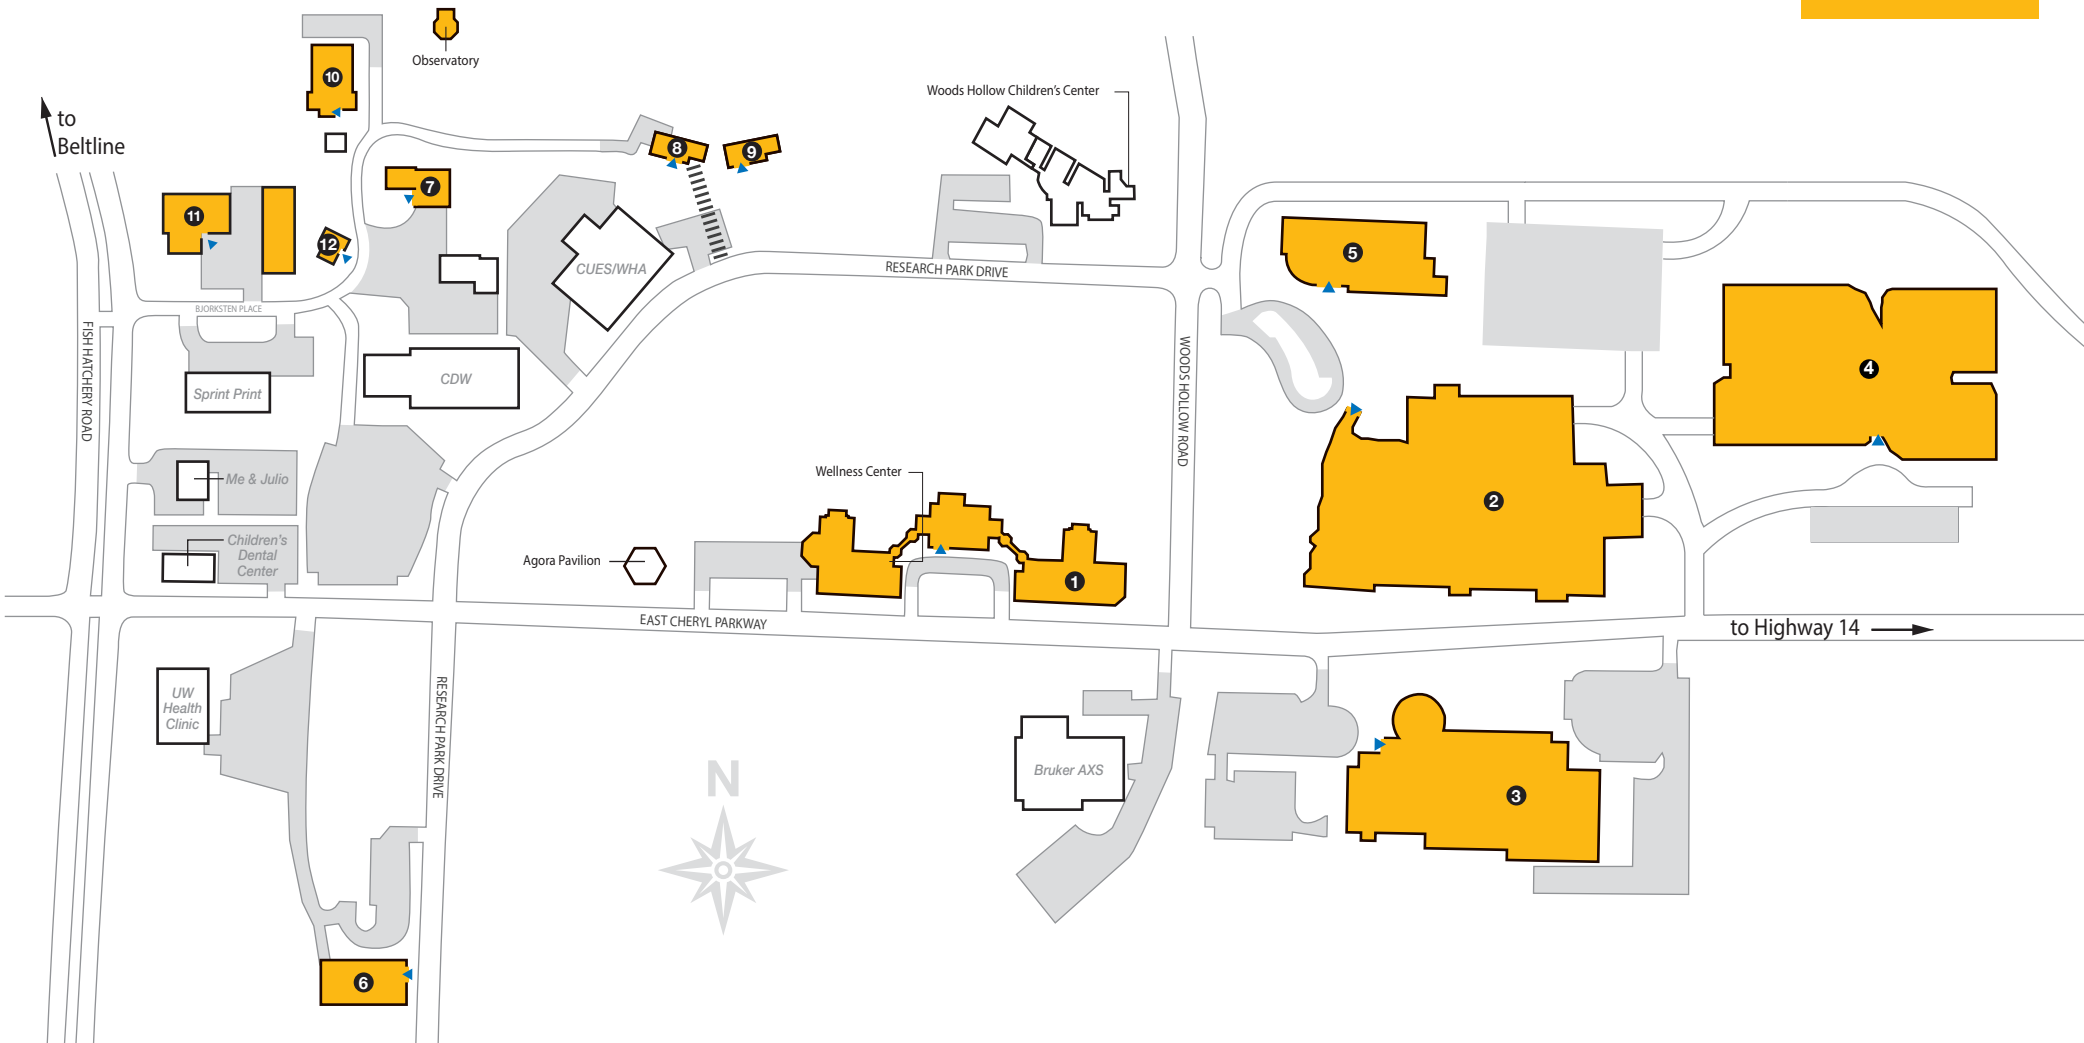 Observatory
10
to
Beltline
Woods Hollow Children's Center
8
9
7
11
12
5
CUES/WHA
RESEARCH PARK DRIVE
BJORKSTEN PLACE
FISH HATCHERY ROAD
WOODS HOLLOW ROAD
4
CDW
Sprint Print
Wellness Center
Me & Julio
2
Children's
Dental
Center
Agora Pavilion
1
EAST CHERYL PARKWAY
to Highway 14
UW
Health
Clinic
RESEARCH PARK DRIVE
N
Bruker AXS
3
6